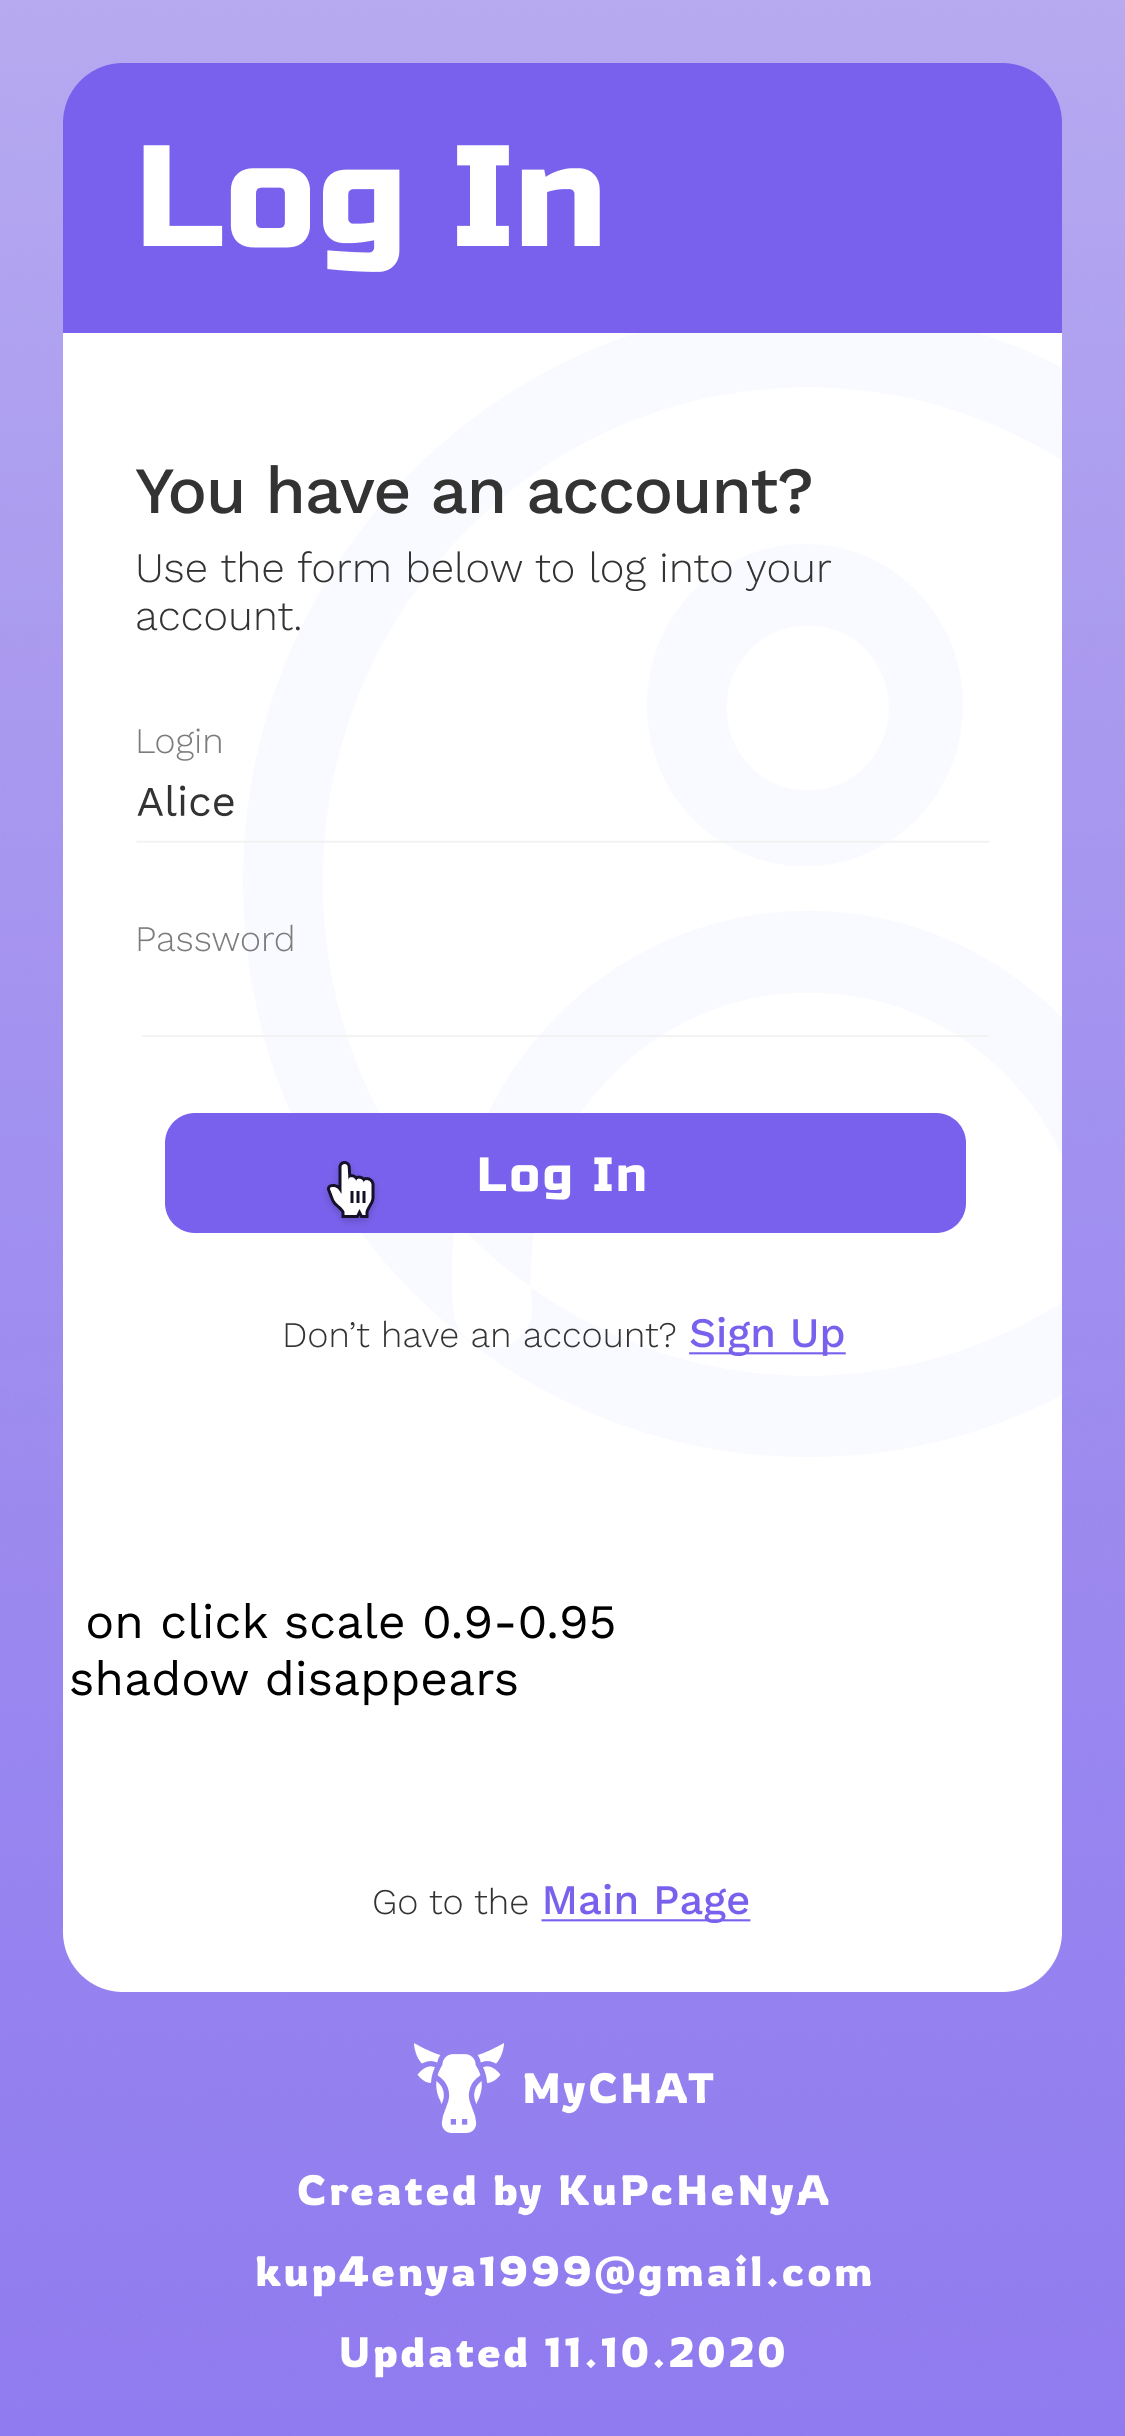 Log In
You have an account?
Use the form below to log into your
account.
Login
Alice
Password
Log In
Don’t have an account? Sign Up
on click scale 0.9-0.95
shadow disappears
Go to the Main Page
MyCHAT
Created by KuPcHeNyA
kup4enya1999@gmail.com
Updated 11.10.2020